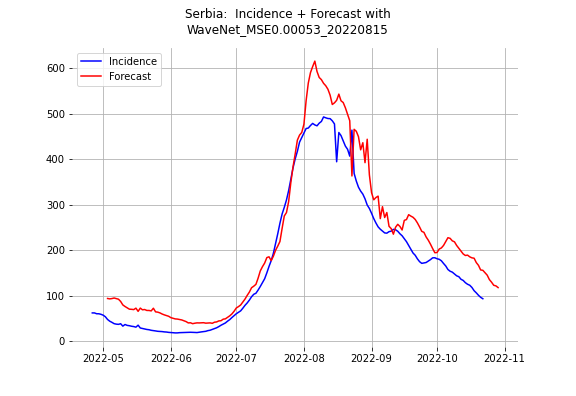 Serbia:  Incidence + Forecast with
WaveNet_MSE0.00053_20220815
Incidence
Forecast
600
500
400
300
200
100
0
2022-05 2022-06 2022-07 2022-08 2022-09 2022-10 2022-11